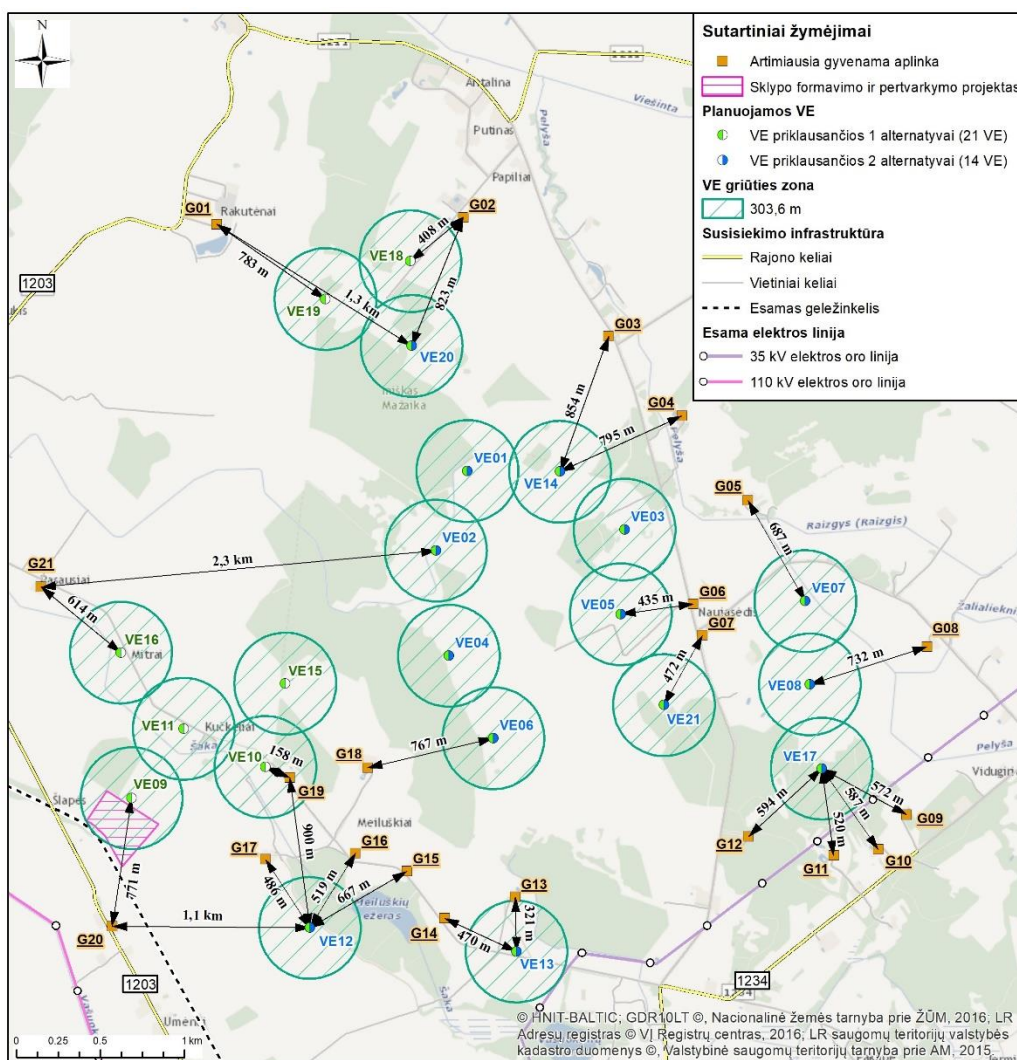 N
Sutartiniai žymėjimai
Artimiausia gyvenama aplinka
Sklypo formavimo ir pertvarkymo projektas
Planuojamos VE
VE priklausančios 1 alternatyvai (21 VE)
VE priklausančios 2 alternatyvai (14 VE)
VE griūties zona
303,6 m
Susisiekimo infrastruktūra
Rajono keliai
Vietiniai keliai
Esamas geležinkelis
Esama elektros linija
35 kV elektros oro linija
110 kV elektros oro linija
Antalina
Viešinta
Putinas
Pelyša
Papiliai
G01
Rakutėnai
G02
408 m
VE18
783 m
823 m
1203
VE19
1,3 km
VE20
G03
Mažaika
854 m
G04
795 m
Pelyša
VE01
VE14
G05
VE03
Raizgys (Raizgis)
687 m
VE02
2,3 km
G21
614 m
VE05
435 m
G06
VE07
G07
G08
VE16
Mitrai
VE04
472 m
732 m
VE15
VE08
VE21
VE11
Kučkėniai
Šaka
VE06
VE17
Pelyša
VE10
158 m
G18
767 m
G19
VE09
Šlapės
572 m
G09
594 m
587 m
520 m
G12
G11
G10
900 m
Meiluškiai
G17
G16
G15
486 m
519 m
667 m
771 m
Meiluškių
ežeras
G13
321 m
G14
470 m
G20
1,1 km
VE12
VE13
Šaka
1203
1234
1234
0 0.25 0.5 1 km
© HNIT-BALTIC; GDR10LT ©, Nacionalinė žemės tarnyba prie ŽŪM, 2016; LR
Adresų registras © VĮ Registrų centras, 2016; LR saugomų teritorijų valstybės
kadastro duomenys ©, Valstybinė saugomų teritorijų tarnyba prie AM, 2015